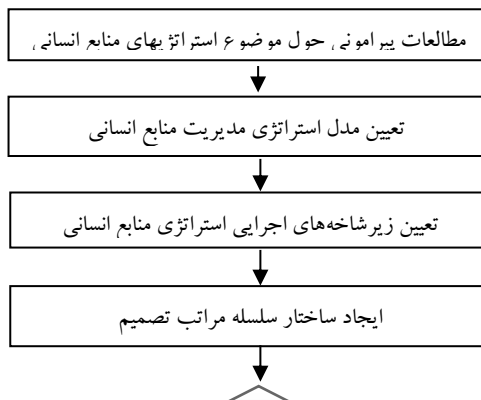 مطالعات پیرامونی حول موضوع استراتژیهای منابع انسانی
تعیین مدل استراتژی مدیریت منابع انسانی
تعیین زیرشاخه‌های اجرایی استراتژی منابع انسانی
ایجاد ساختار سلسله مراتب تصمیم